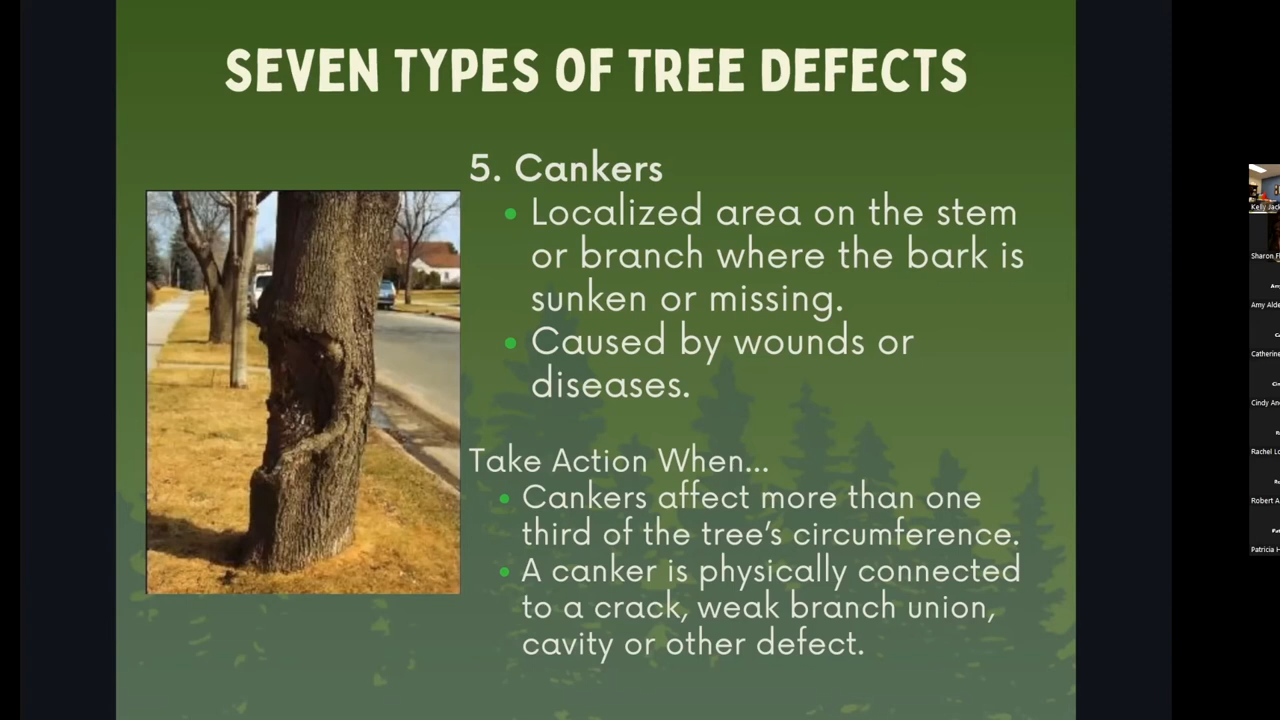 SEVEN TYPES OF TREE DEFECTS
5. Cankers
Localized area on the stem
or branch where the bark is
sunken or missing.
Caused by wounds or
diseases.
Take Action When...
Cankers affect more than one
third of the tree's circumference.
A canker is physically connected
to a crack, weak branch union,
cavity or other defect.
Kelly Jack
Sharon F
Amy Alde
Catherine
Cindy An
Rachel Lo
Robert A
Patricia H